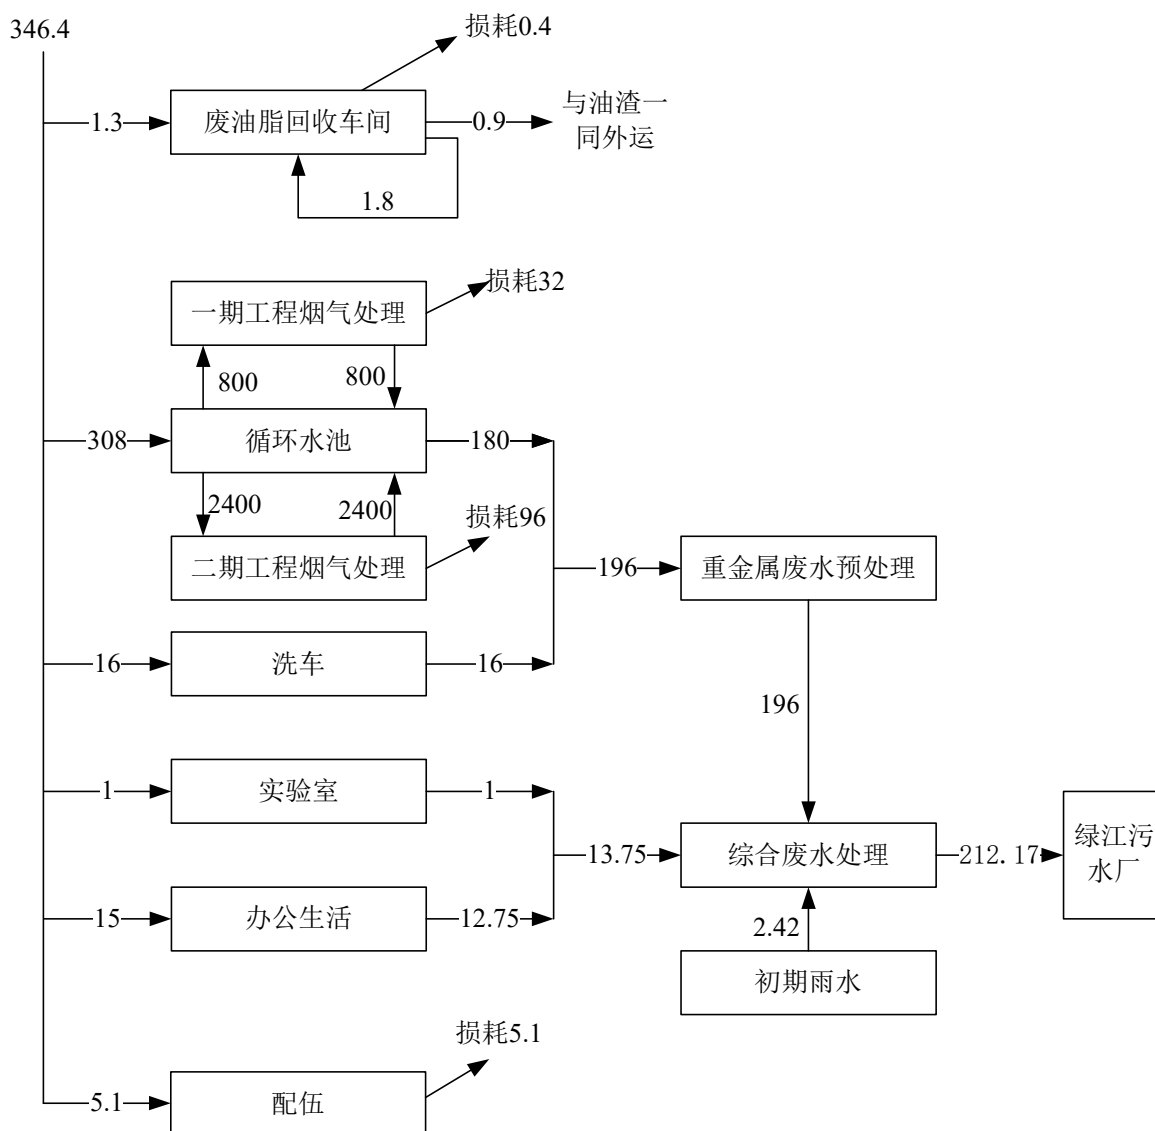 346.4
损耗0.4
1.3
废油脂回收车间
0.9
与油渣一
同外运
1.8
损耗32
一期工程烟气处理
800
800
308
循环水池
180
2400
2400
损耗96
二期工程烟气处理
196
重金属废水预处理
16
洗车
16
196
1
实验室
1
13.75
综合废水处理
212.17
绿江污
水厂
15
办公生活
12.75
2.42
初期雨水
损耗5.1
5.1
配伍